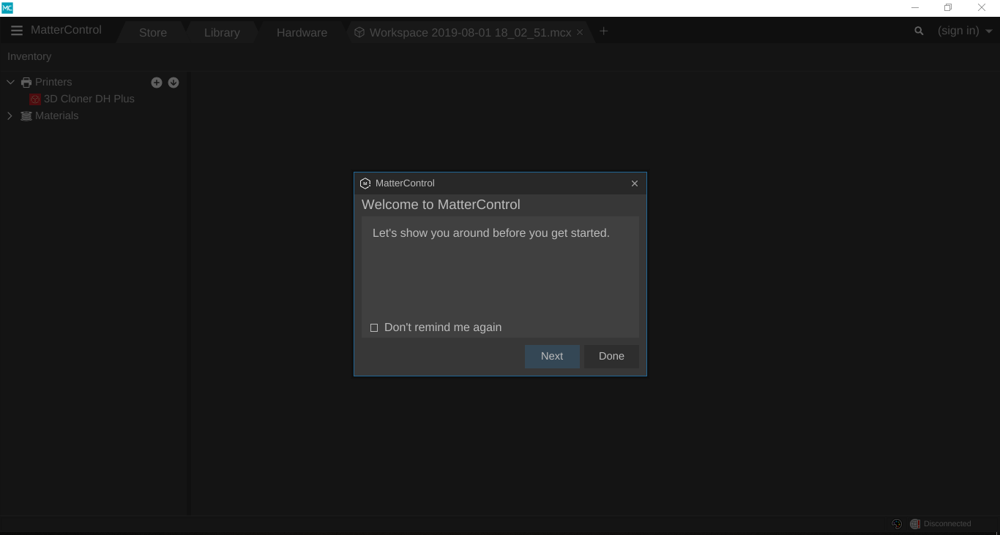 MC
MatterControl
Store
Library
Hardware
Workspace 2019-08-01 18_02_51.mcx
(sign in)
Inventory
Printers
3D Cloner DH Plus
Materials
M
MatterControl
Welcome to MatterControl
Let's show you around before you get started.
Don't remind me again
Next
Done
Disconnected